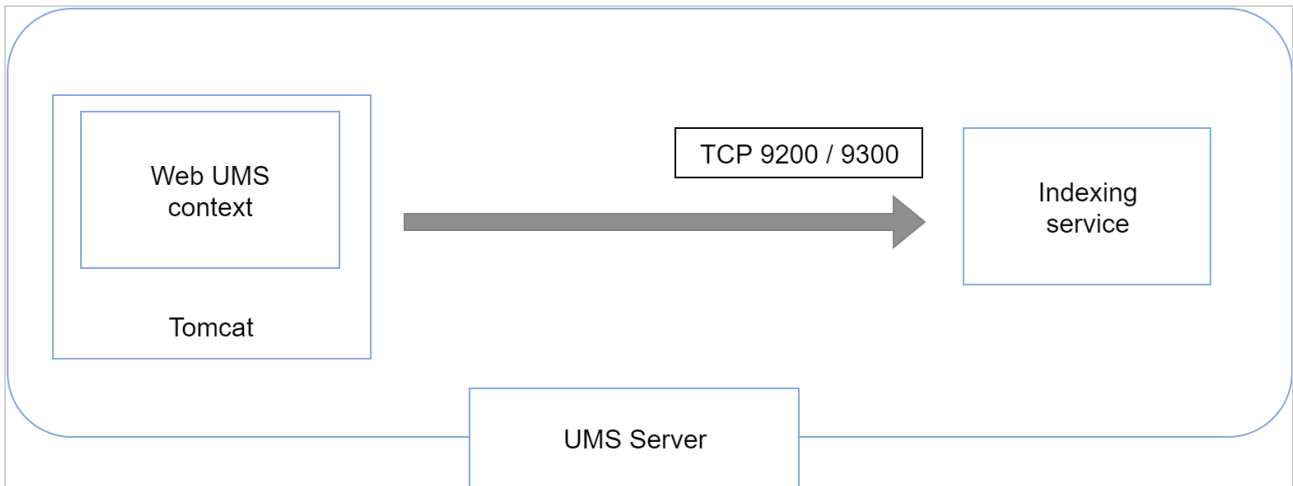 Web UMS
context
Tomcat
TCP 9200 / 9300
Indexing
service
UMS Server